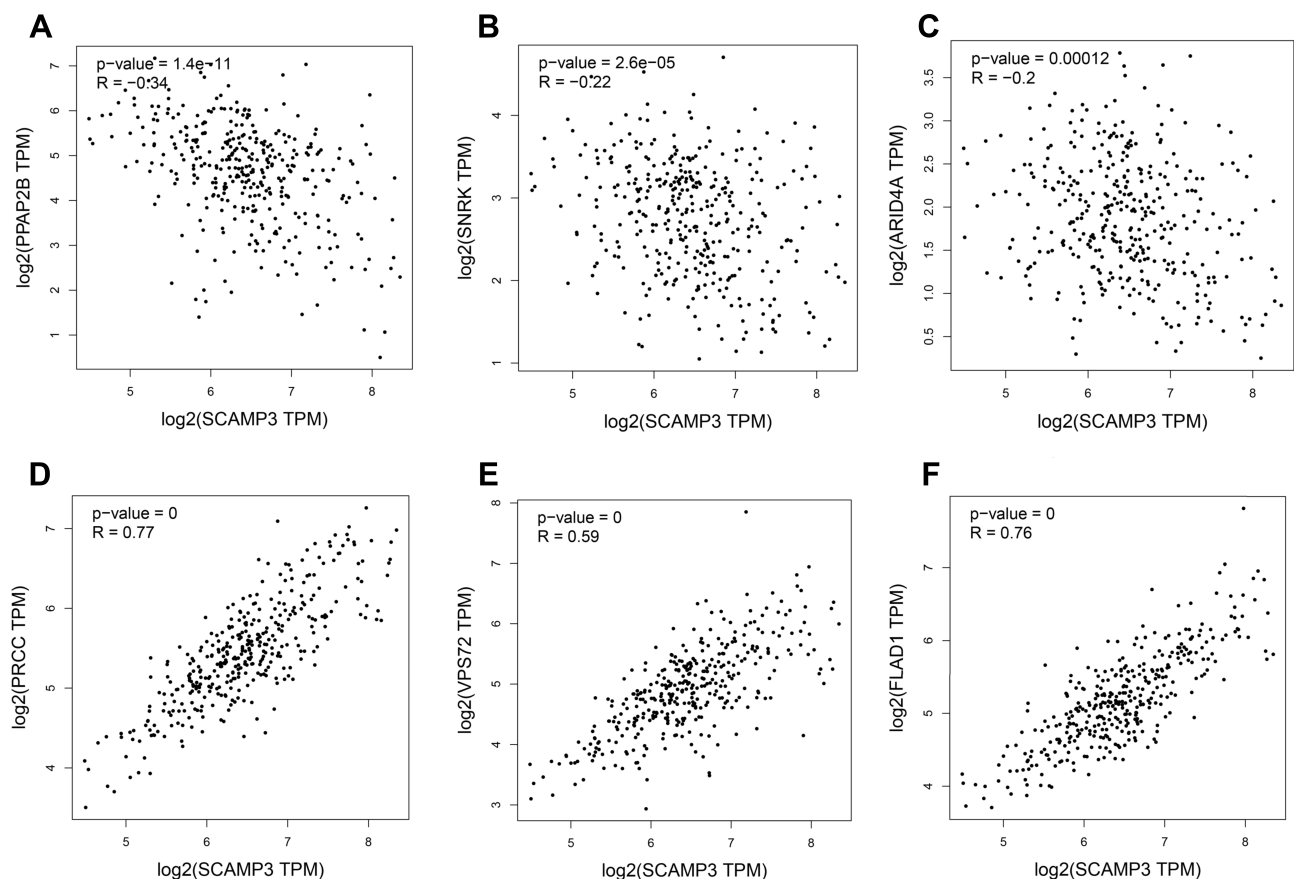 A
p−value = 1.4e−11
R = −0.34
log2(PPAP2B TPM)
7
6
5
4
3
2
1
5 6 7 8
log2(SCAMP3 TPM)
B
p−value = 2.6e−05
R = −0.22
log2(SNRK TPM)
4
3
2
1
5 6 7 8
log2(SCAMP3 TPM)
C
p−value = 0.00012
R = −0.2
log2(ARID4A TPM)
3.5
3.0
2.5
2.0
1.5
1.0
0.5
5 6 7 8
log2(SCAMP3 TPM)
D
p−value = 0
R = 0.77
log2(PRCC TPM)
7
6
5
4
5 6 7 8
log2(SCAMP3 TPM)
E
p−value = 0
R = 0.59
log2(VPS72 TPM)
8
7
6
5
4
3
5 6 7 8
log2(SCAMP3 TPM)
F
p−value = 0
R = 0.76
log2(FLAD1 TPM)
7
6
5
4
5 6 7 8
log2(SCAMP3 TPM)